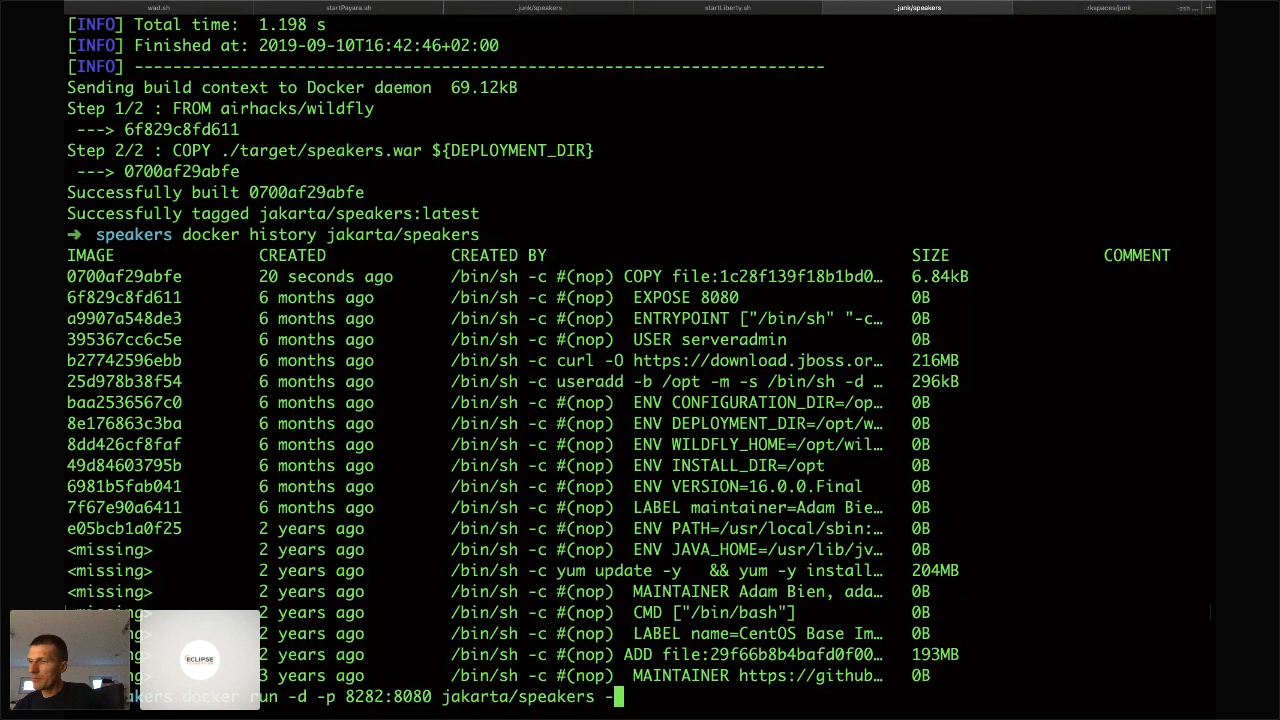 wad.sh startPayara.sh ..junk/speakers startLiberty.sh ..junk/speakers ..rkspaces/junk -zsh ... +
[INFO] Total time:  1.198 s
[INFO] Finished at: 2019-09-10T16:42:46+02:00
[INFO] ------------------------------------------------------------------------
Sending build context to Docker daemon  69.12kB
Step 1/2 : FROM airhacks/wildfly
 ---> 6f829c8fd611
Step 2/2 : COPY ./target/speakers.war ${DEPLOYMENT_DIR}
 ---> 0700af29abfe
Successfully built 0700af29abfe
Successfully tagged jakarta/speakers:latest
➜  speakers docker history jakarta/speakers
IMAGE CREATED CREATED BY SIZE COMMENT
0700af29abfe 20 seconds ago /bin/sh -c #(nop) COPY file:1c28f139f18b1bd0… 6.84kB
6f829c8fd611 6 months ago /bin/sh -c #(nop)  EXPOSE 8080 0B
a9907a548de3 6 months ago /bin/sh -c #(nop)  ENTRYPOINT ["/bin/sh" "-c… 0B
395367cc6c5e 6 months ago /bin/sh -c #(nop)  USER serveradmin 0B
b27742596ebb 6 months ago /bin/sh -c curl -O https://download.jboss.or… 216MB
25d978b38f54 6 months ago /bin/sh -c useradd -b /opt -m -s /bin/sh -d … 296kB
baa2536567c0 6 months ago /bin/sh -c #(nop)  ENV CONFIGURATION_DIR=/op… 0B
8e176863c3ba 6 months ago /bin/sh -c #(nop)  ENV DEPLOYMENT_DIR=/opt/w… 0B
8dd426cf8faf 6 months ago /bin/sh -c #(nop)  ENV WILDFLY_HOME=/opt/wil… 0B
49d84603795b 6 months ago /bin/sh -c #(nop)  ENV INSTALL_DIR=/opt 0B
6981b5fab041 6 months ago /bin/sh -c #(nop)  ENV VERSION=16.0.0.Final 0B
7f67e90a6411 6 months ago /bin/sh -c #(nop)  LABEL maintainer=Adam Bie… 0B
e05bcb1a0f25 2 years ago /bin/sh -c #(nop)  ENV PATH=/usr/local/sbin:… 0B
<missing> 2 years ago /bin/sh -c #(nop)  ENV JAVA_HOME=/usr/lib/jv… 0B
<missing> 2 years ago /bin/sh -c yum update -y   && yum -y install… 204MB
<missing> 2 years ago /bin/sh -c #(nop)  MAINTAINER Adam Bien, ada… 0B
2 years ago /bin/sh -c #(nop)  CMD ["/bin/bash"] 0B
2 years ago /bin/sh -c #(nop)  LABEL name=CentOS Base Im… 0B
2 years ago /bin/sh -c #(nop) ADD file:29f66b8b4bafd0f00… 193MB
3 years ago /bin/sh -c #(nop)  MAINTAINER https://github… 0B
docker run -d -p 8282:8080 jakarta/speakers -
ECLIPSE